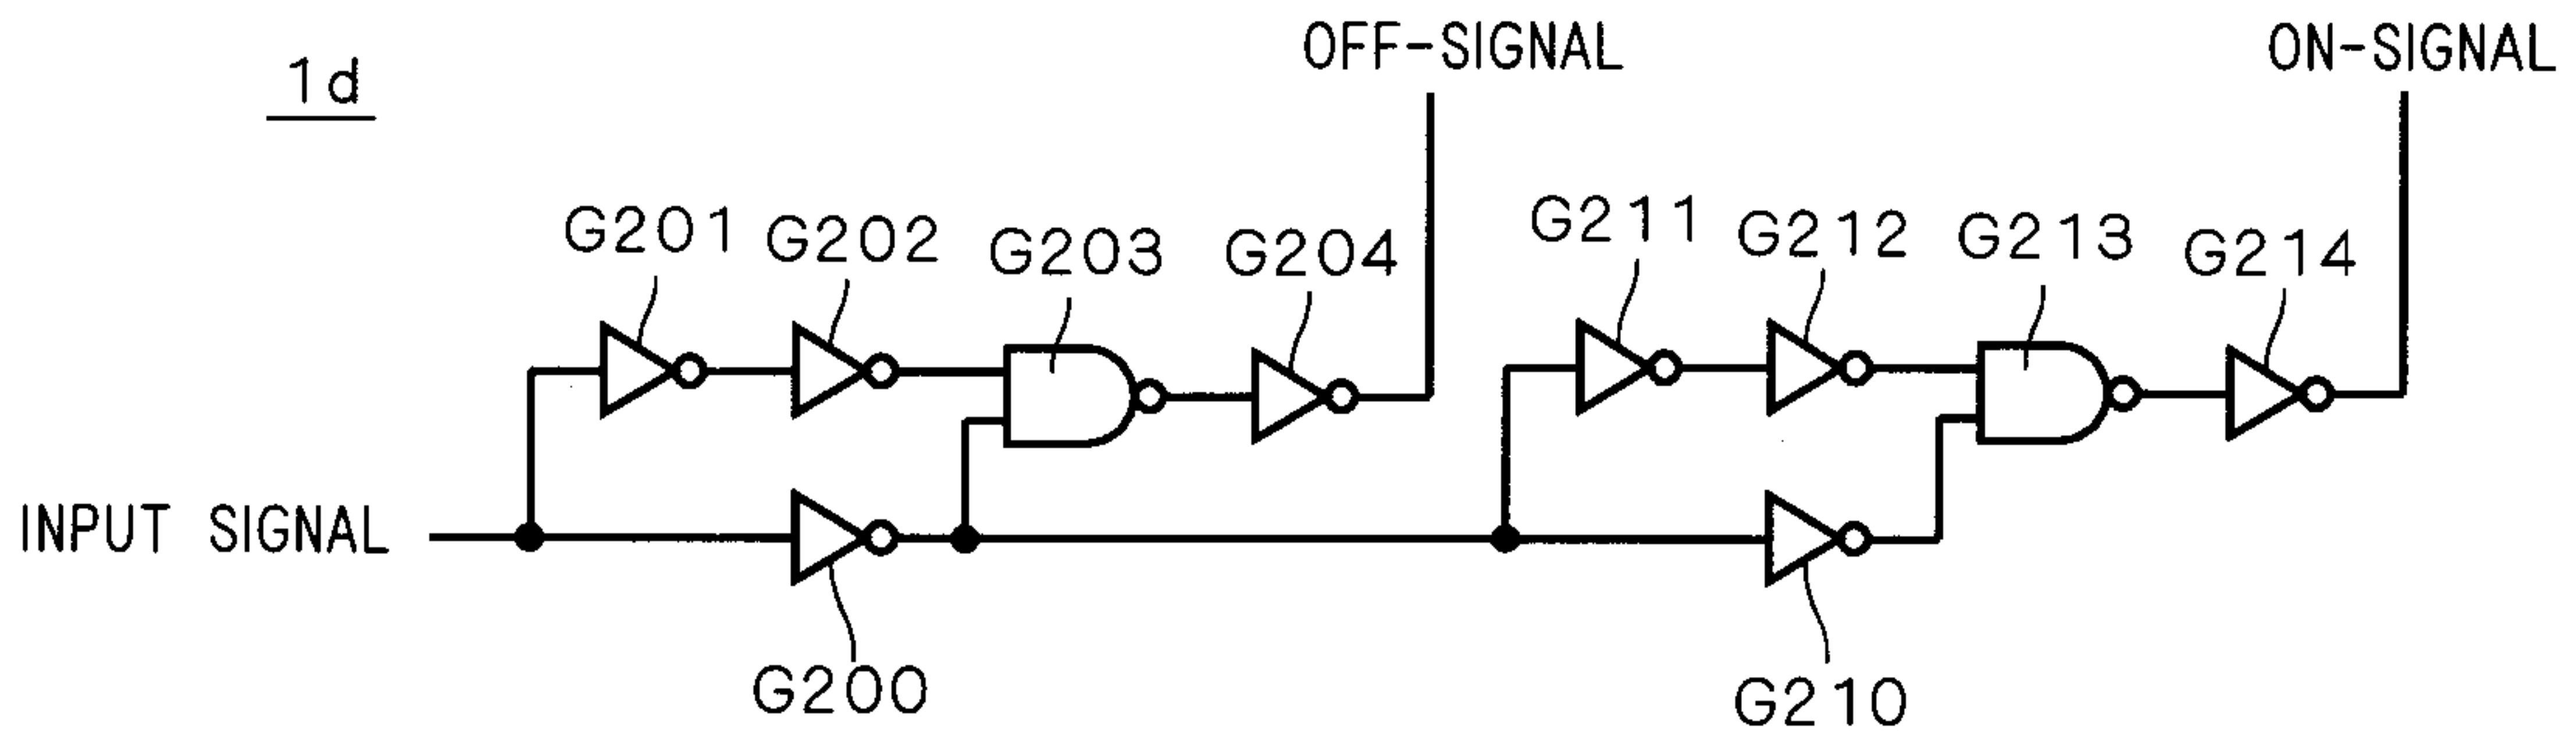 1d
OFF-SIGNAL
ON-SIGNAL
G201
G202
G203
G204
G211
G212
G213
G214
INPUT SIGNAL
G200
G210